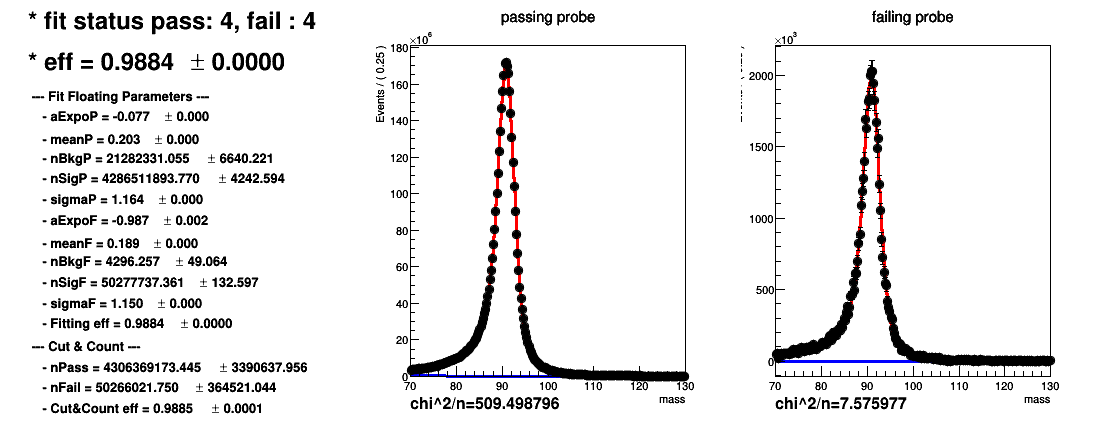 * fit status pass: 4, fail : 4
* eff = 0.9884 ± 0.0000
--- Fit Floating Parameters ---
- aExpoP = -0.077 ± 0.000
- meanP = 0.203 ± 0.000
- nBkgP = 21282331.055 ± 6640.221
- nSigP = 4286511893.770 ± 4242.594
- sigmaP = 1.164 ± 0.000
- aExpoF = -0.987 ± 0.002
- meanF = 0.189 ± 0.000
- nBkgF = 4296.257 ± 49.064
- nSigF = 50277737.361 ± 132.597
- sigmaF = 1.150 ± 0.000
- Fitting eff = 0.9884 ± 0.0000
--- Cut & Count ---
- nPass = 4306369173.445 ± 3390637.956
- nFail = 50266021.750 ± 364521.044
- Cut&Count eff = 0.9885 ± 0.0001
passing probe
×10⁶
Events / ( 0.25 )
180
160
140
120
100
80
60
40
20
0
70 80 90 100 110 120 130
mass
chi^2/n=509.498796
failing probe
×10³
2000
1500
1000
500
0
70 80 90 100 110 120 130
mass
chi^2/n=7.575977